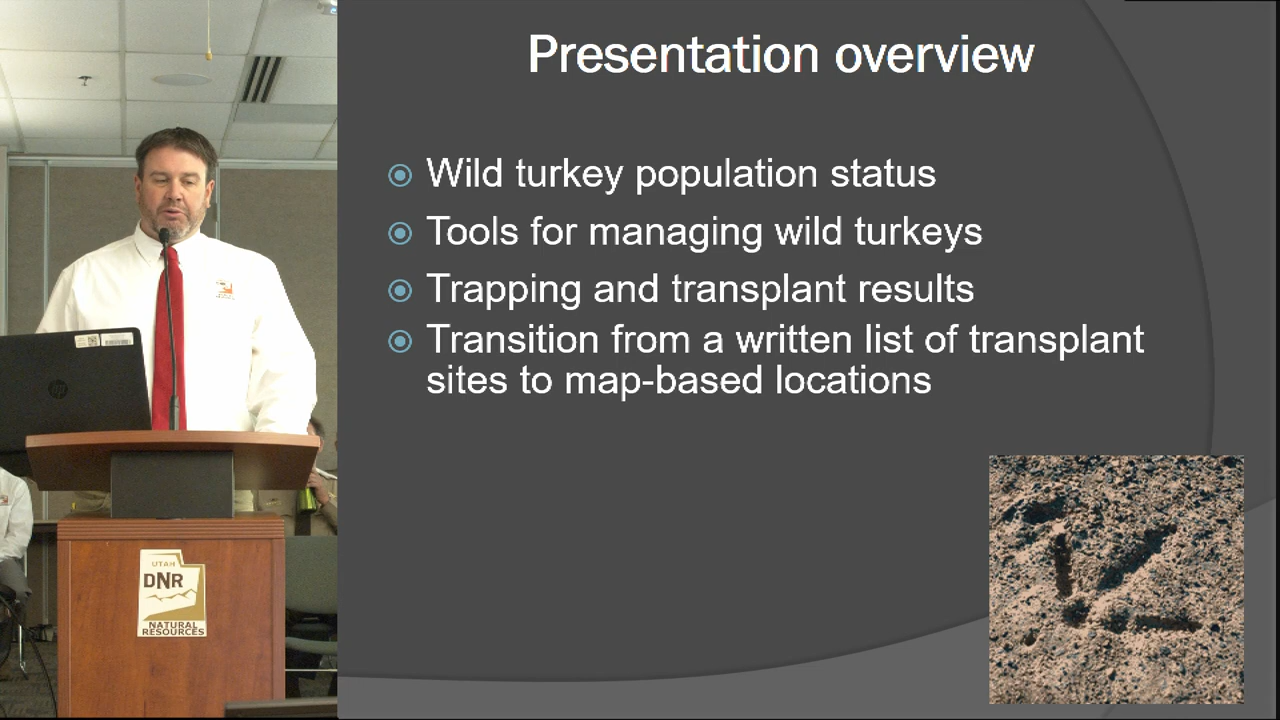 Presentation overview
Wild turkey population status
Tools for managing wild turkeys
Trapping and transplant results
Transition from a written list of transplant
sites to map-based locations
hp
UTAH
DNR
NATURAL
RESOURCES